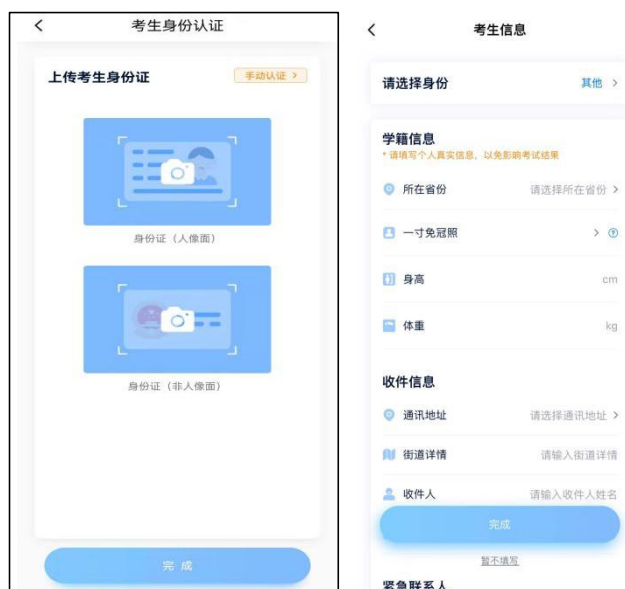 考生身份认证
上传考生身份证
手动认证 >
身份证（人像面）
身份证（非人像面）
完 成
考生信息
请选择身份
其他 >
学籍信息
* 请填写个人真实信息，以免影响考试结果
所在省份
请选择所在省份 >
一寸免冠照
身高
cm
体重
kg
收件信息
通讯地址
请选择通讯地址 >
街道详情
请输入街道详情
收件人
请输入收件人姓名
完成
暂不填写
紧急联系人